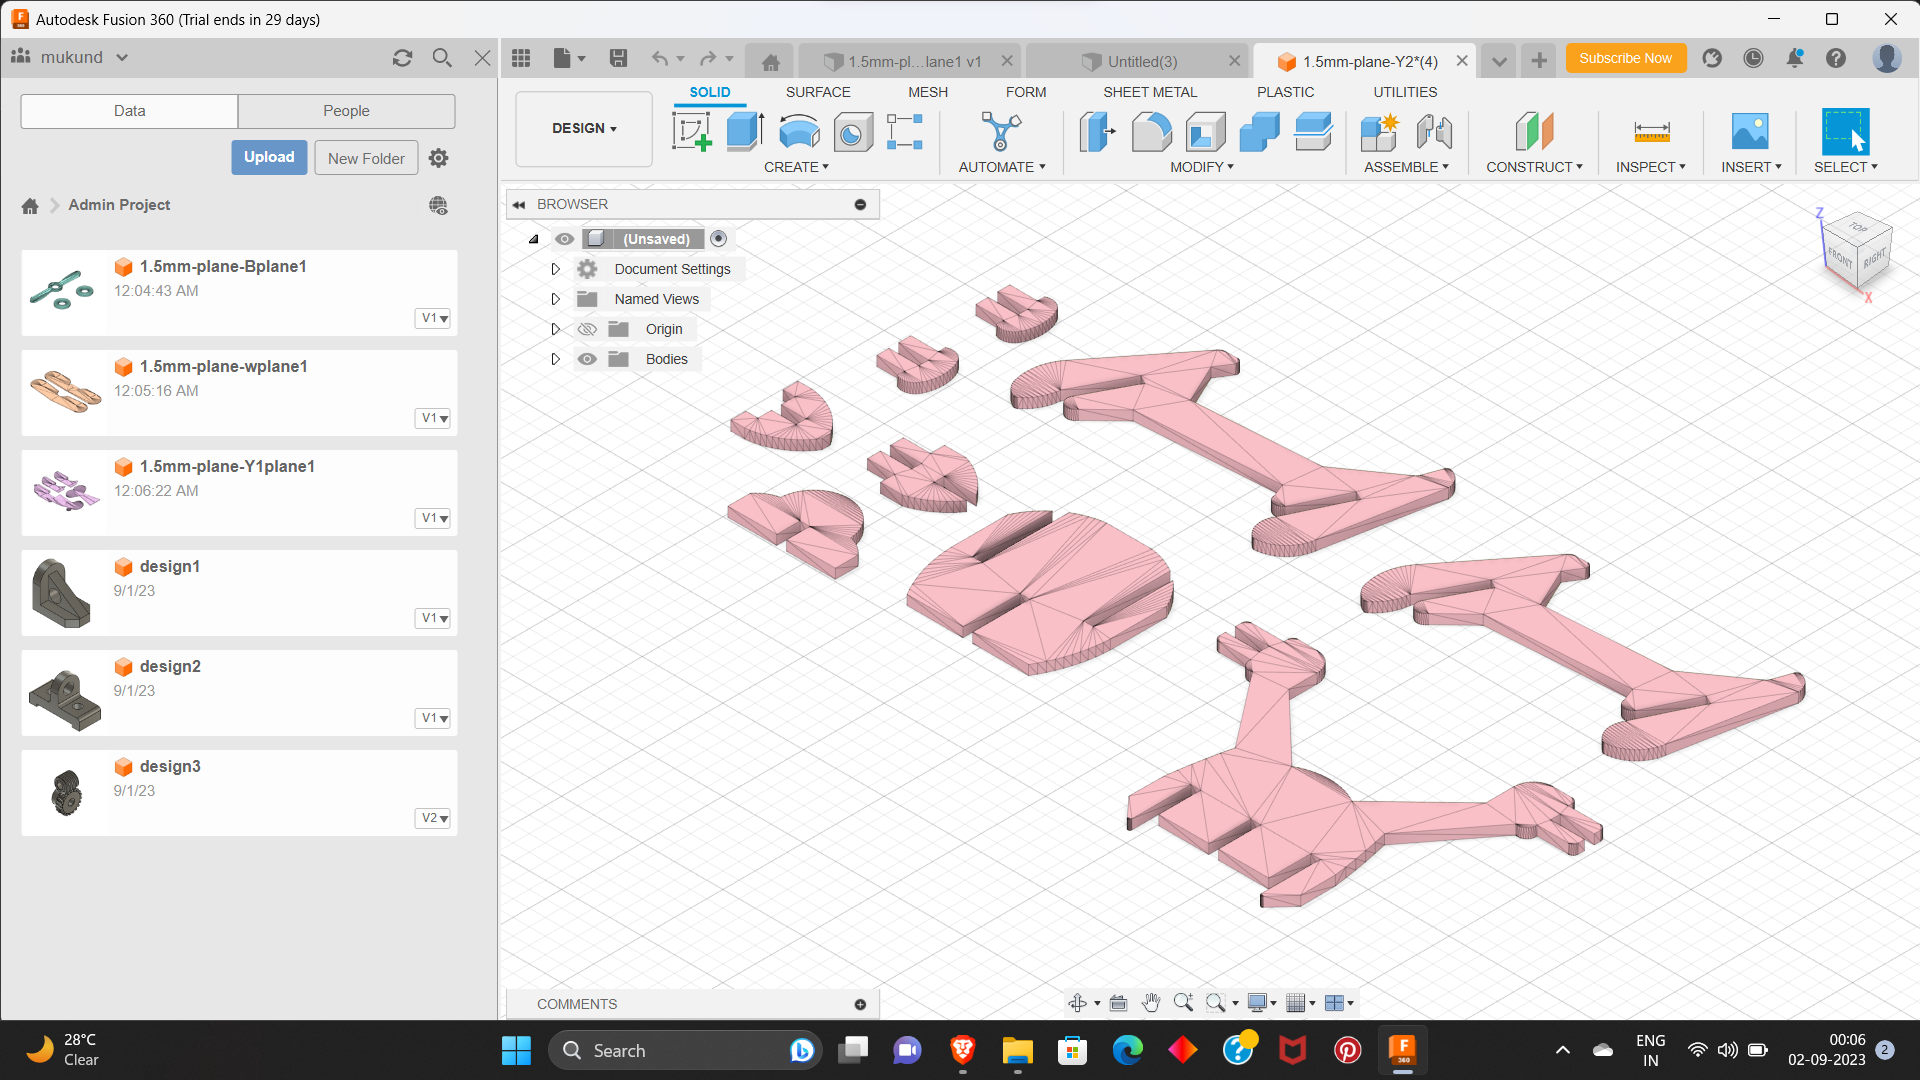 Autodesk Fusion 360 (Trial ends in 29 days)
mukund
1.5mm-pl...lane1 v1
Untitled(3)
1.5mm-plane-Y2*(4)
Subscribe Now
Data
People
Upload
New Folder
Admin Project
1.5mm-plane-Bplane1
12:04:43 AM
V1
1.5mm-plane-wplane1
12:05:16 AM
V1
1.5mm-plane-Y1plane1
12:06:22 AM
V1
design1
9/1/23
V1
design2
9/1/23
V1
design3
9/1/23
V2
DESIGN
SOLID
SURFACE
MESH
FORM
SHEET METAL
PLASTIC
UTILITIES
CREATE
AUTOMATE
MODIFY
ASSEMBLE
CONSTRUCT
INSPECT
INSERT
SELECT
BROWSER
(Unsaved)
Document Settings
Named Views
Origin
Bodies
Z
TOP
FRONT
RIGHT
X
COMMENTS
28°C
Clear
Search
F
360
ENG
IN
00:06
02-09-2023
2